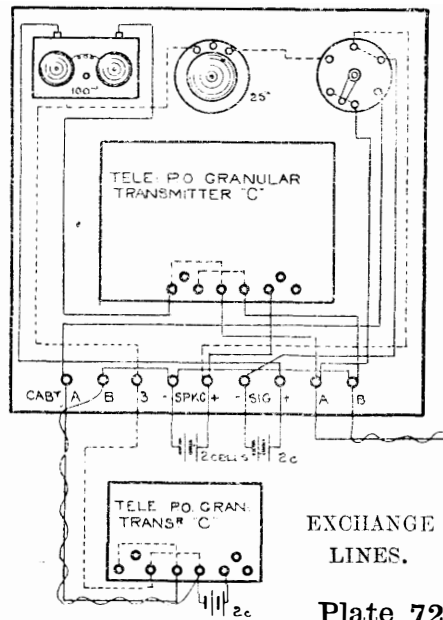 100ω
25ω
TELE: P.O. GRANULAR
TRANSMITTER "C"
CABT A B 3 - SPKG + - SIG + A B
2 CELLS 2C
TELE P.O. GRAN.
TRANSR "C"
2C
EXCHANGE
LINES.
Plate 72